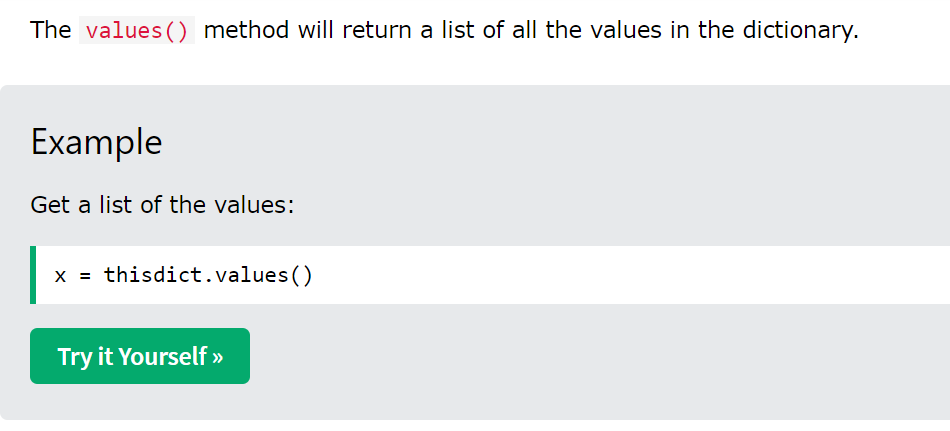 The values() method will return a list of all the values in the dictionary.
Example
Get a list of the values:
x = thisdict.values()
Try it Yourself »